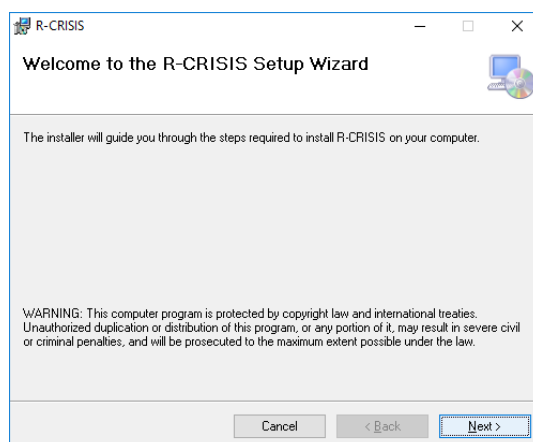 R-CRISIS
Welcome to the R-CRISIS Setup Wizard
The installer will guide you through the steps required to install R-CRISIS on your computer.
WARNING: This computer program is protected by copyright law and international treaties.
Unauthorized duplication or distribution of this program, or any portion of it, may result in severe civil
or criminal penalties, and will be prosecuted to the maximum extent possible under the law.
Cancel < Back Next >